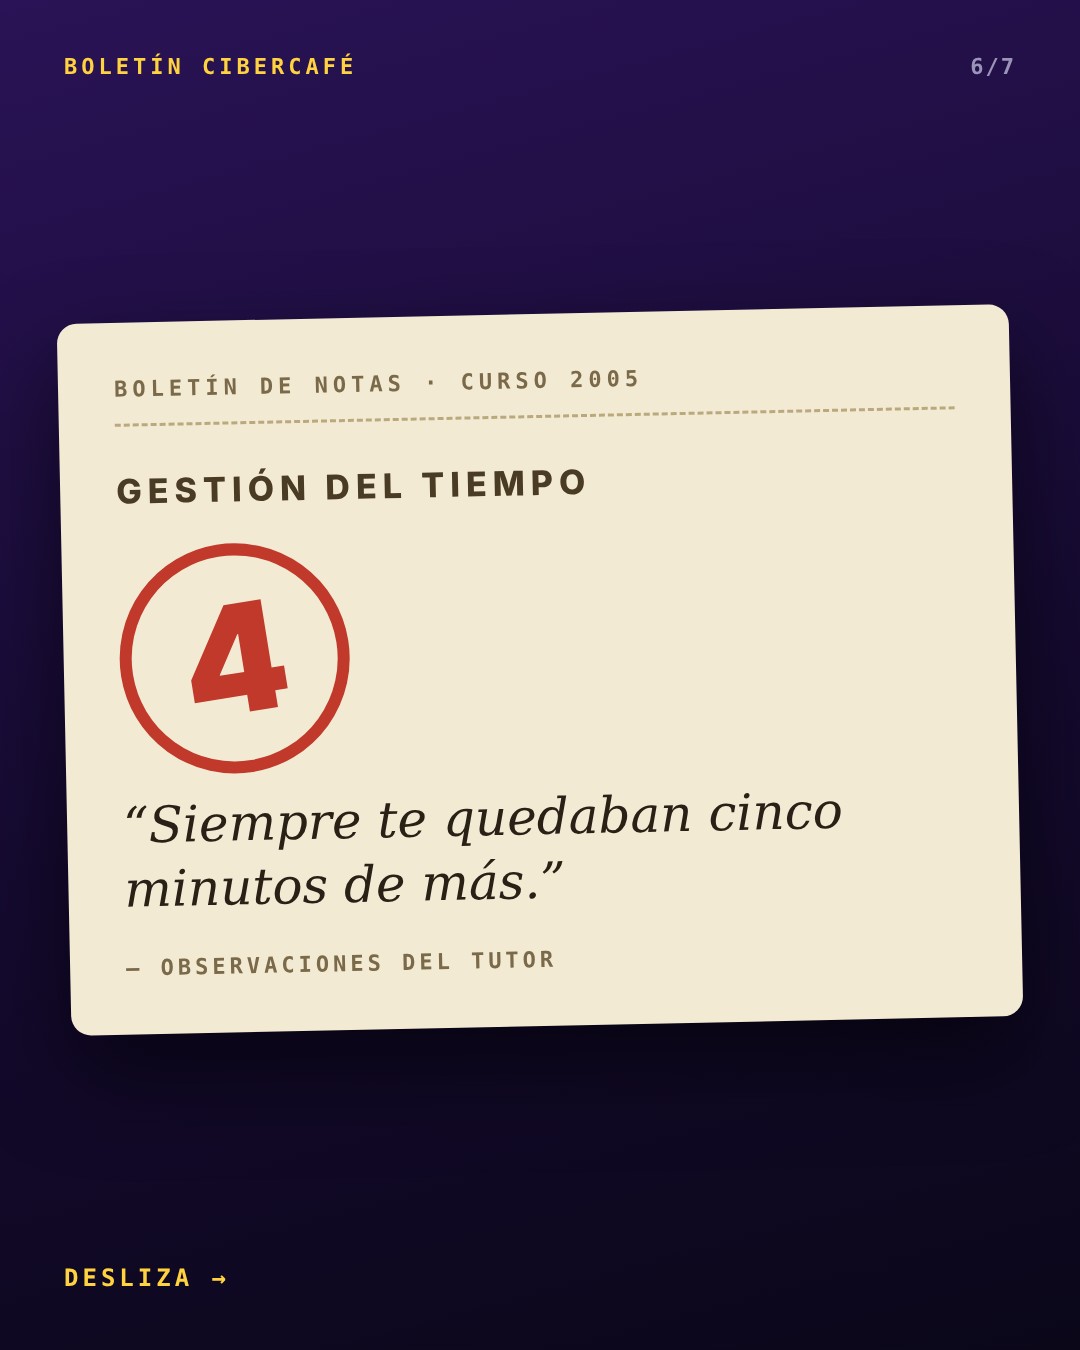 BOLETÍN CIBERCAFÉ
6/7
BOLETÍN DE NOTAS · CURSO 2005
GESTIÓN DEL TIEMPO
4
“Siempre te quedaban cinco
minutos de más.”
— OBSERVACIONES DEL TUTOR
DESLIZA →